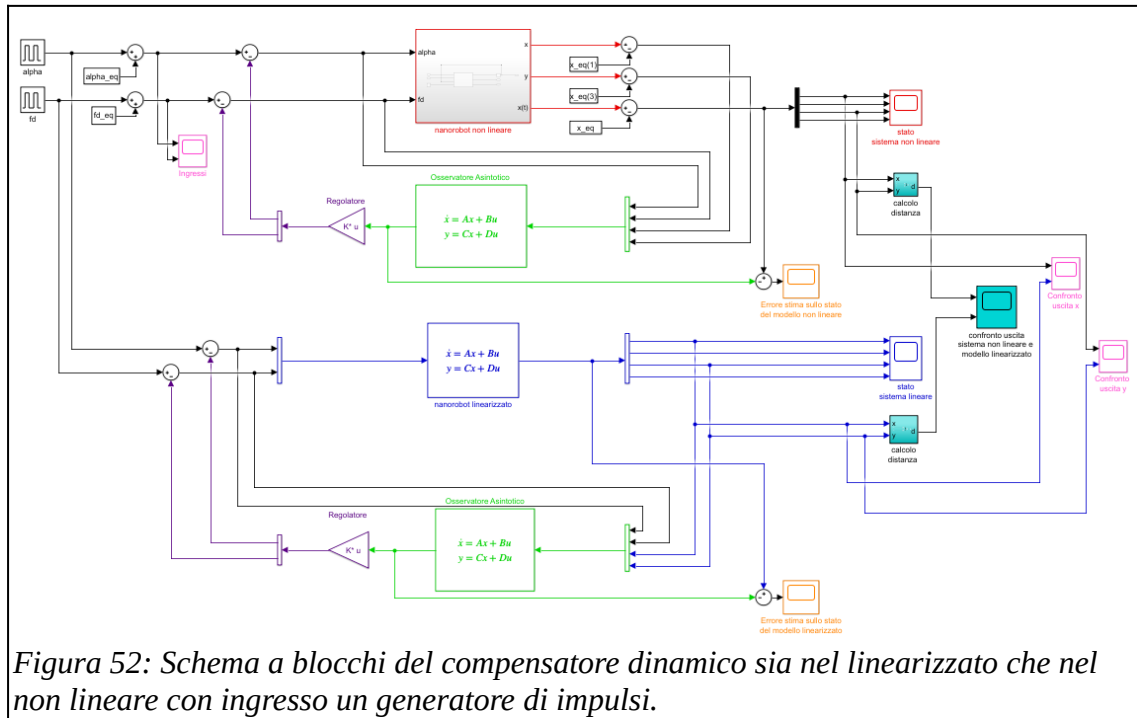 alpha
alpha_eq
fd
fd_eq
Ingressi
alpha
fd
x
y
x(t)
nanorobot non lineare
x_eq(1)
x_eq(3)
x_eq
stato
sistema non lineare
x
y
d
calcolo
distanza
Regolatore
K* u
Osservatore Asintotico
ẋ = Ax + Bu
y = Cx + Du
Errore stima sullo stato
del modello non lineare
Confronto
uscita x
confronto uscita
sistema non lineare e
modello linearizzato
Confronto
uscita y
ẋ = Ax + Bu
y = Cx + Du
nanorobot linearizzato
stato
sistema lineare
x
y
d
calcolo
distanza
Regolatore
K* u
Osservatore Asintotico
ẋ = Ax + Bu
y = Cx + Du
Errore stima sullo stato
del modello linearizzato
Figura 52: Schema a blocchi del compensatore dinamico sia nel linearizzato che nel
non lineare con ingresso un generatore di impulsi.